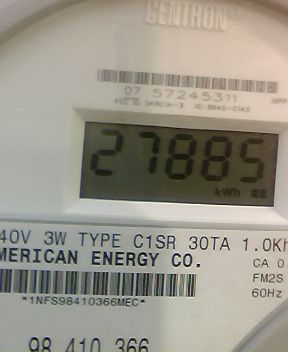 CENTRON®
07 57245311
27885
kWh
40V 3W TYPE C1SR 30TA 1.0Kh
MERICAN ENERGY CO.
CA 0
FM2S
60Hz
*1NFS98410366MEC*
98 410 366